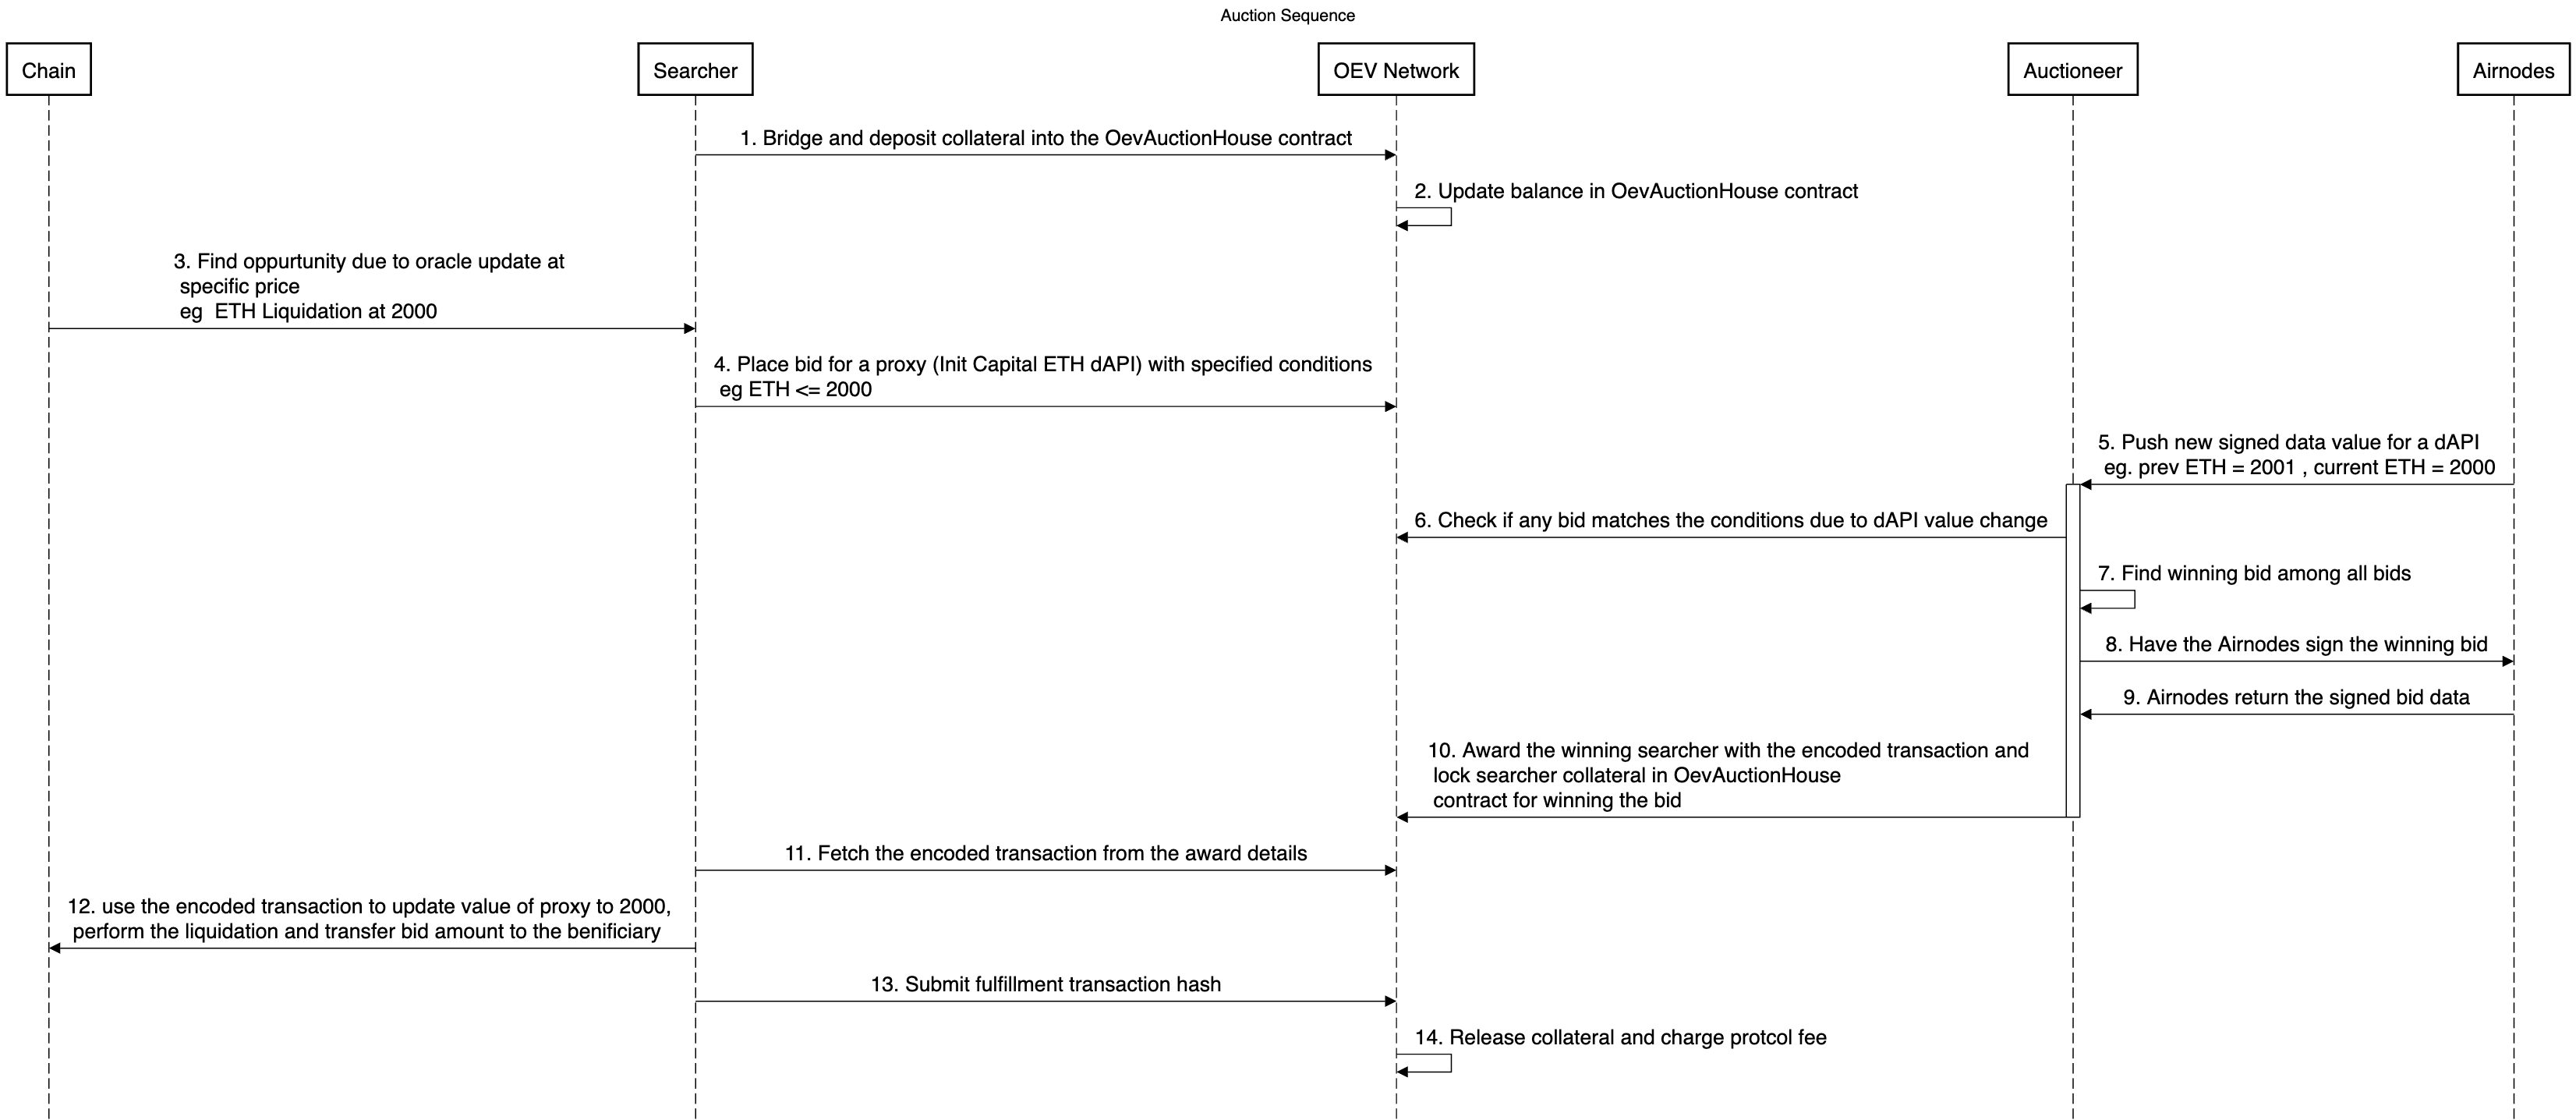 Auction Sequence
Chain
Searcher
OEV Network
Auctioneer
Airnodes
1. Bridge and deposit collateral into the OevAuctionHouse contract
2. Update balance in OevAuctionHouse contract
3. Find oppurtunity due to oracle update at
specific price
eg  ETH Liquidation at 2000
4. Place bid for a proxy (Init Capital ETH dAPI) with specified conditions
eg ETH <= 2000
5. Push new signed data value for a dAPI
eg. prev ETH = 2001 , current ETH = 2000
6. Check if any bid matches the conditions due to dAPI value change
7. Find winning bid among all bids
8. Have the Airnodes sign the winning bid
9. Airnodes return the signed bid data
10. Award the winning searcher with the encoded transaction and
lock searcher collateral in OevAuctionHouse
contract for winning the bid
11. Fetch the encoded transaction from the award details
12. use the encoded transaction to update value of proxy to 2000,
perform the liquidation and transfer bid amount to the benificiary
13. Submit fulfillment transaction hash
14. Release collateral and charge protcol fee